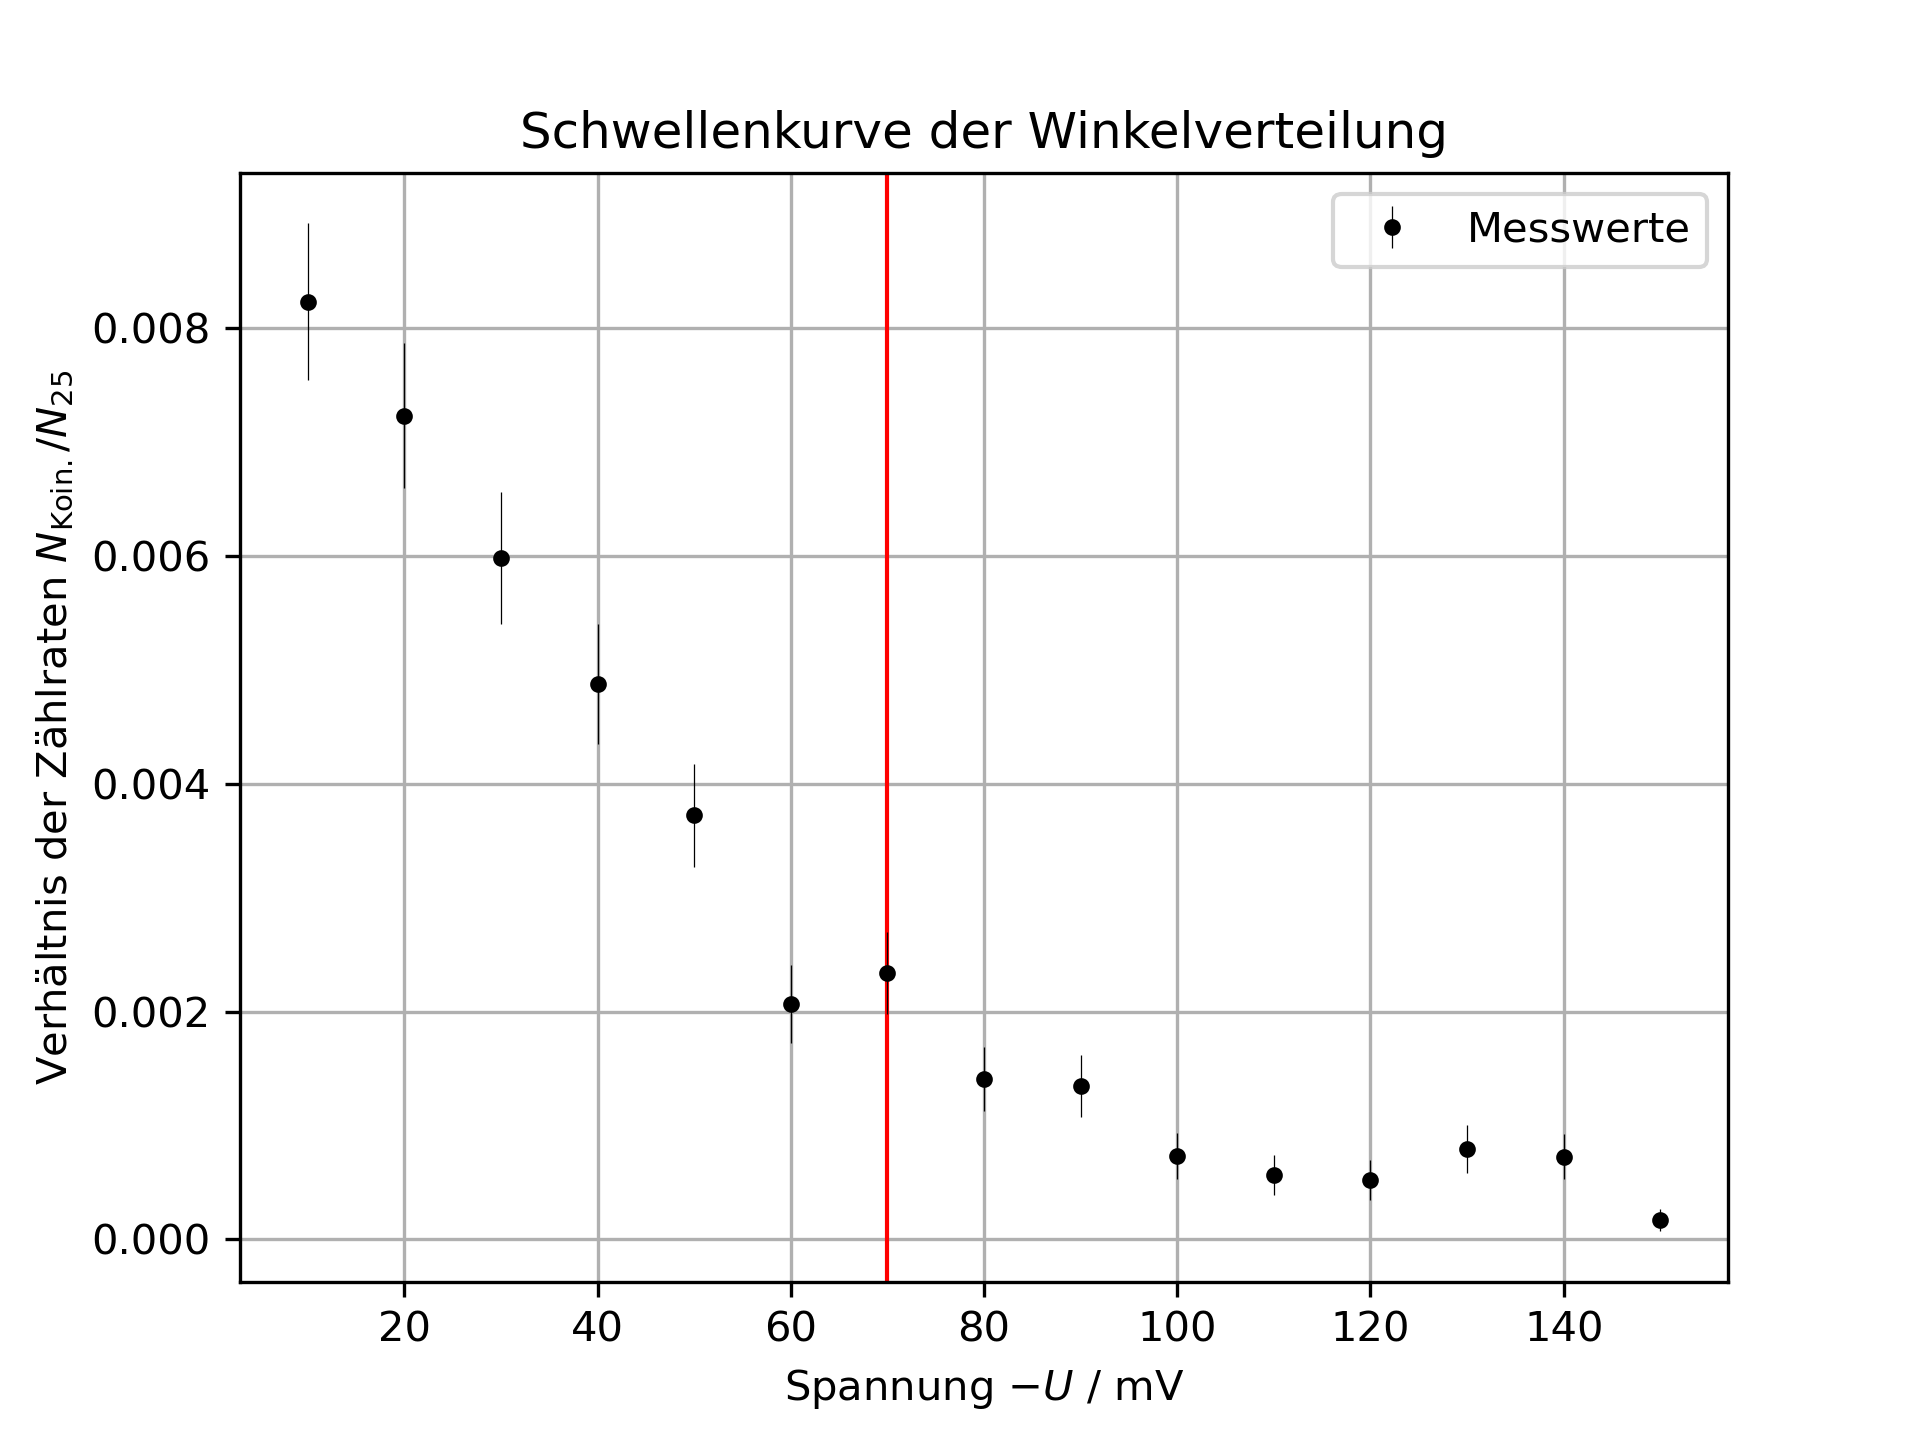 Schwellenkurve der Winkelverteilung
Messwerte
Verhältnis der Zählraten N_Koin./N_25
0.008
0.006
0.004
0.002
0.000
20 40 60 80 100 120 140
Spannung −U / mV